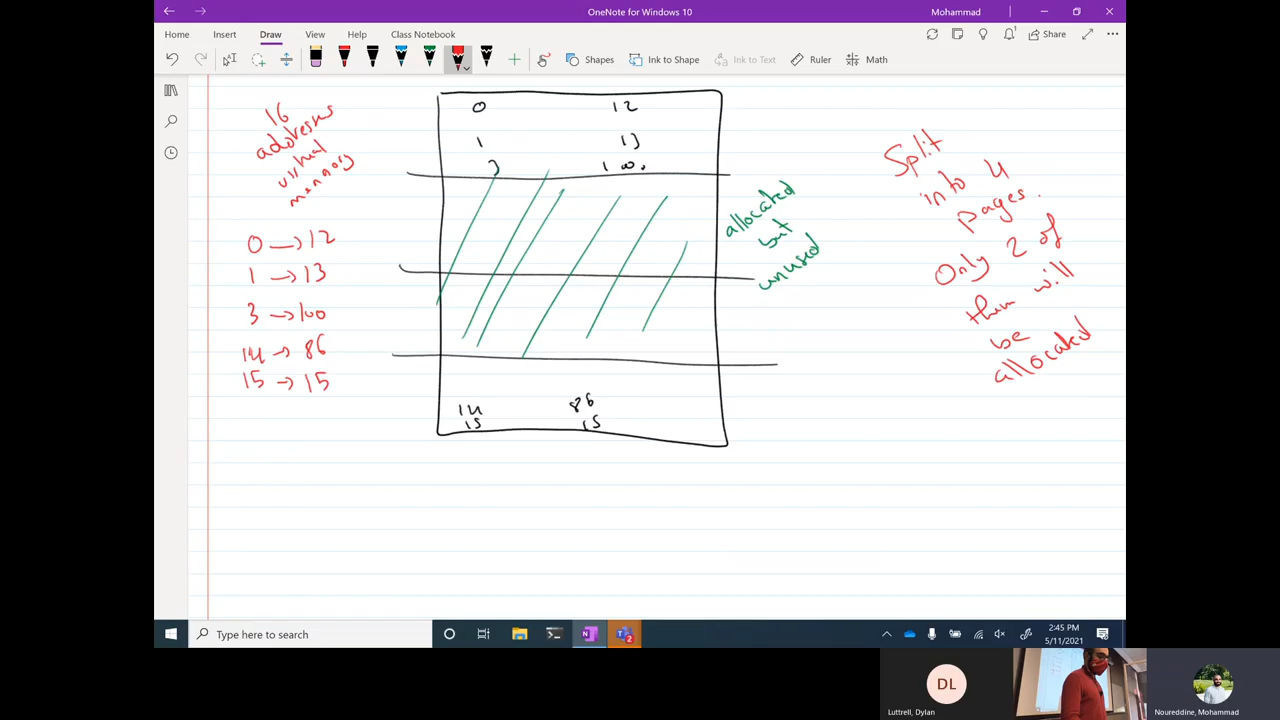 OneNote for Windows 10
Mohammad
Home Insert Draw View Help Class Notebook
Share
Shapes
Ink to Shape
Ink to Text
Ruler
Math
16
addresses
virtual
memory
0 → 12
1 → 13
3 → 100
14 → 86
15 → 15
0 12
1 13
3 100
14 86
15 15
allocated
but
unused
Split
into 4
pages.
Only 2 of
them will
be
allocated
Type here to search
2:45 PM
5/11/2021
DL
Luttrell, Dylan
Noureddine, Mohammad